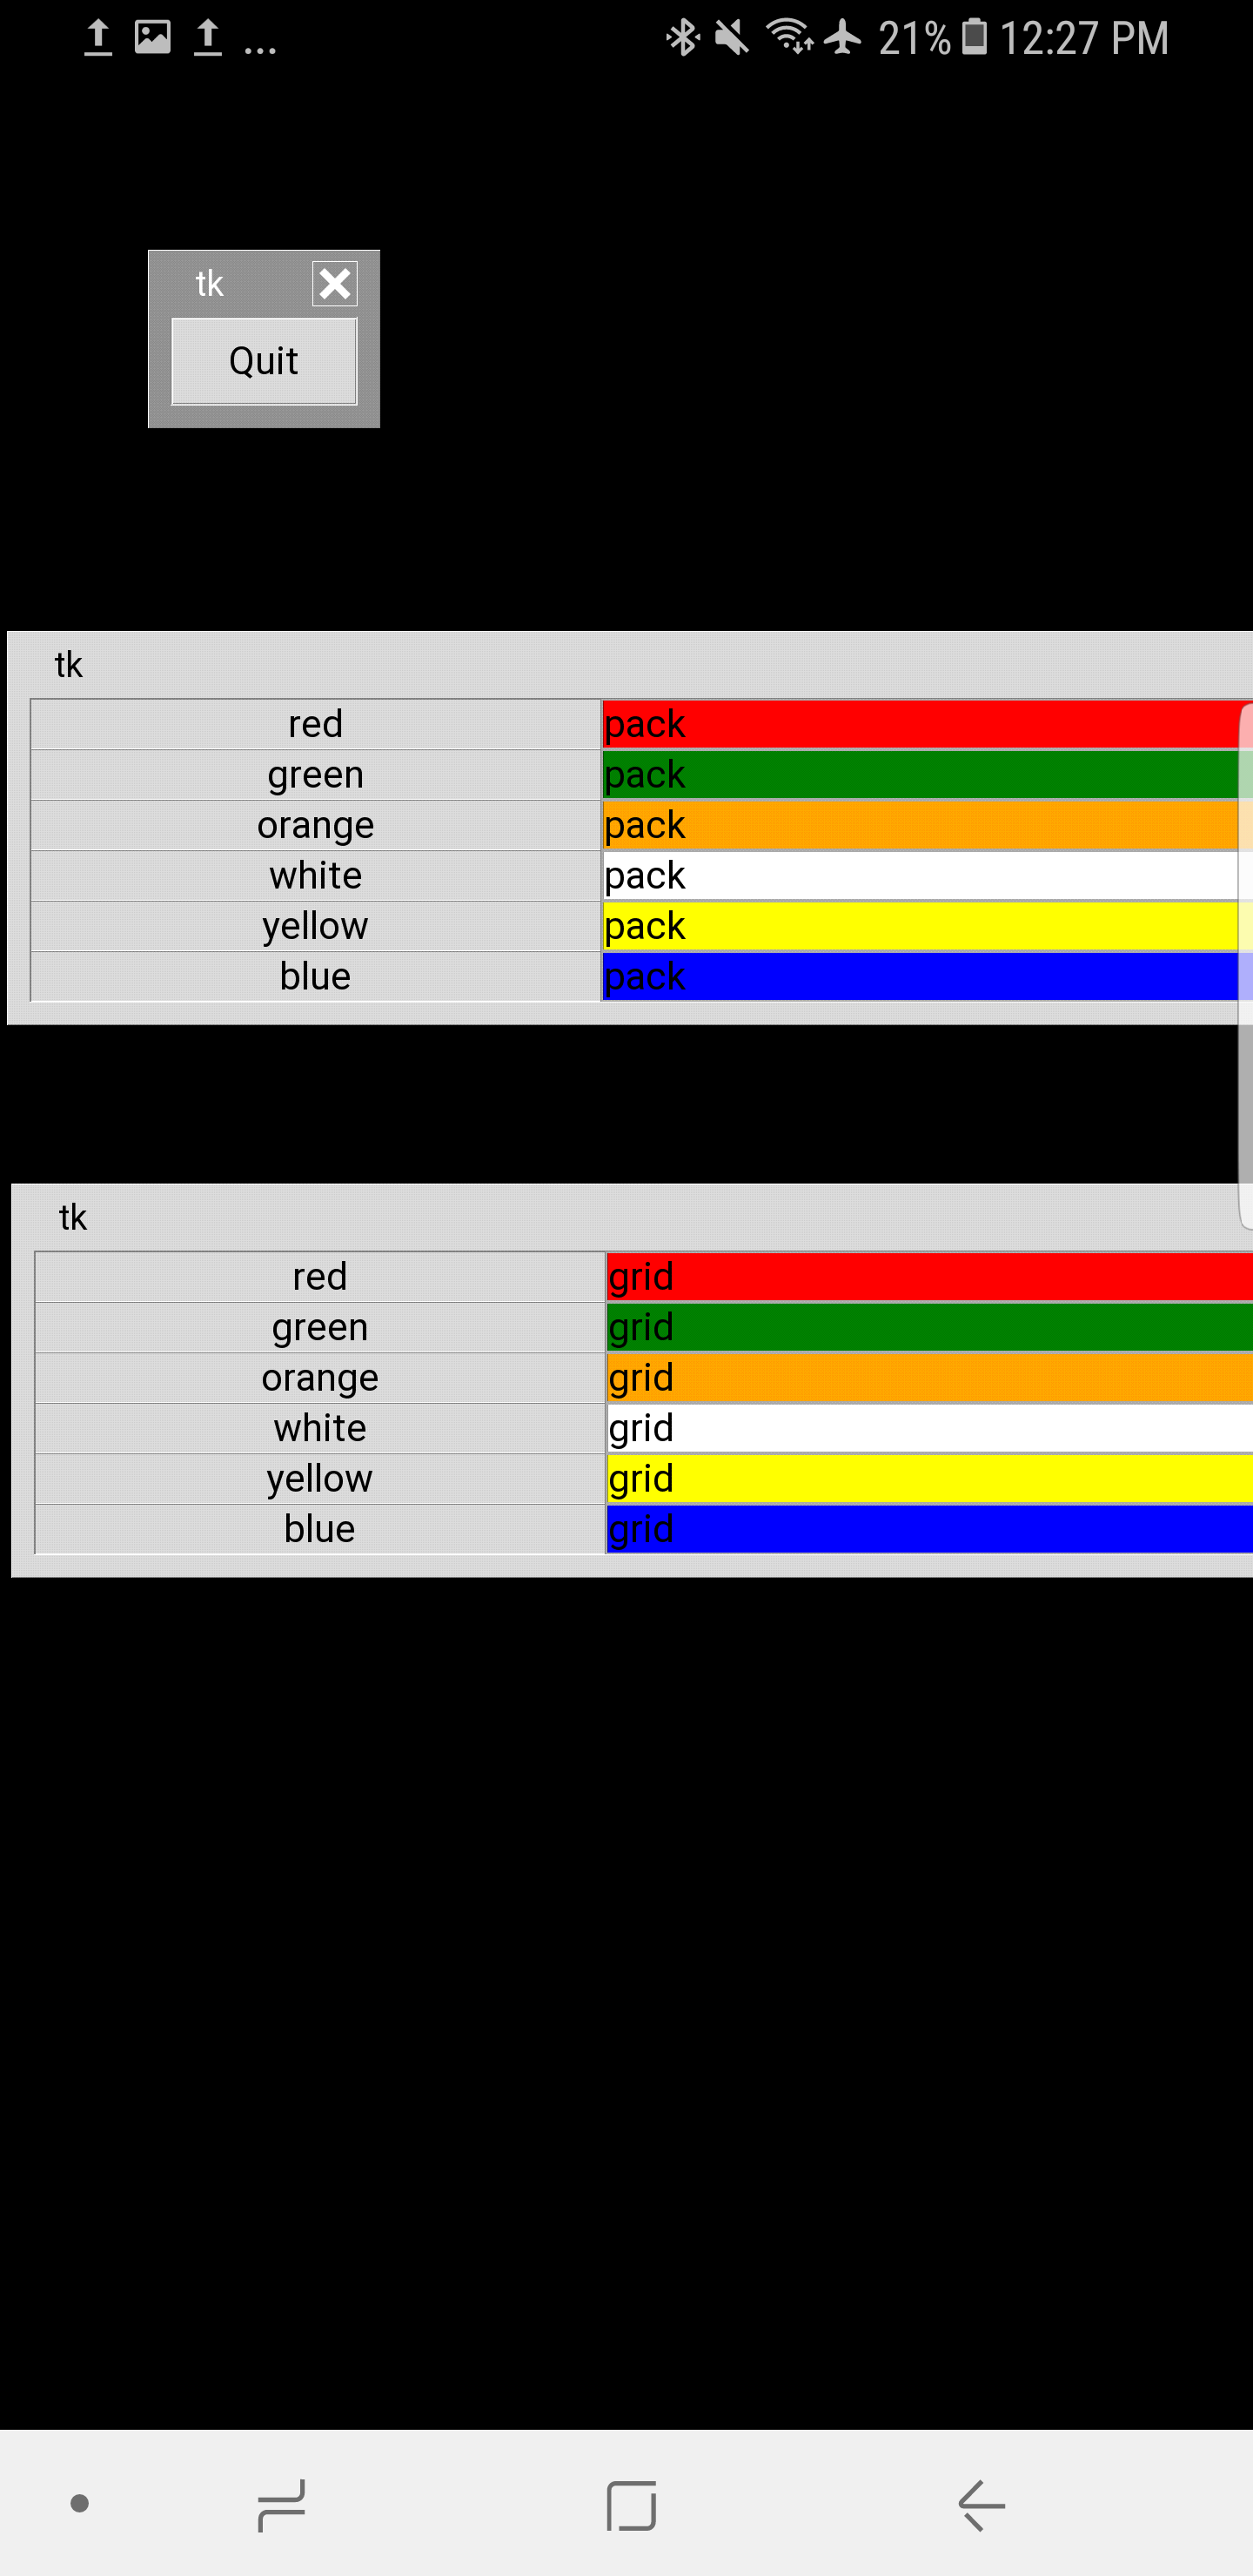 ... 21% 12:27 PM
tk
Quit
tk
red pack
green pack
orange pack
white pack
yellow pack
blue pack
tk
red grid
green grid
orange grid
white grid
yellow grid
blue grid